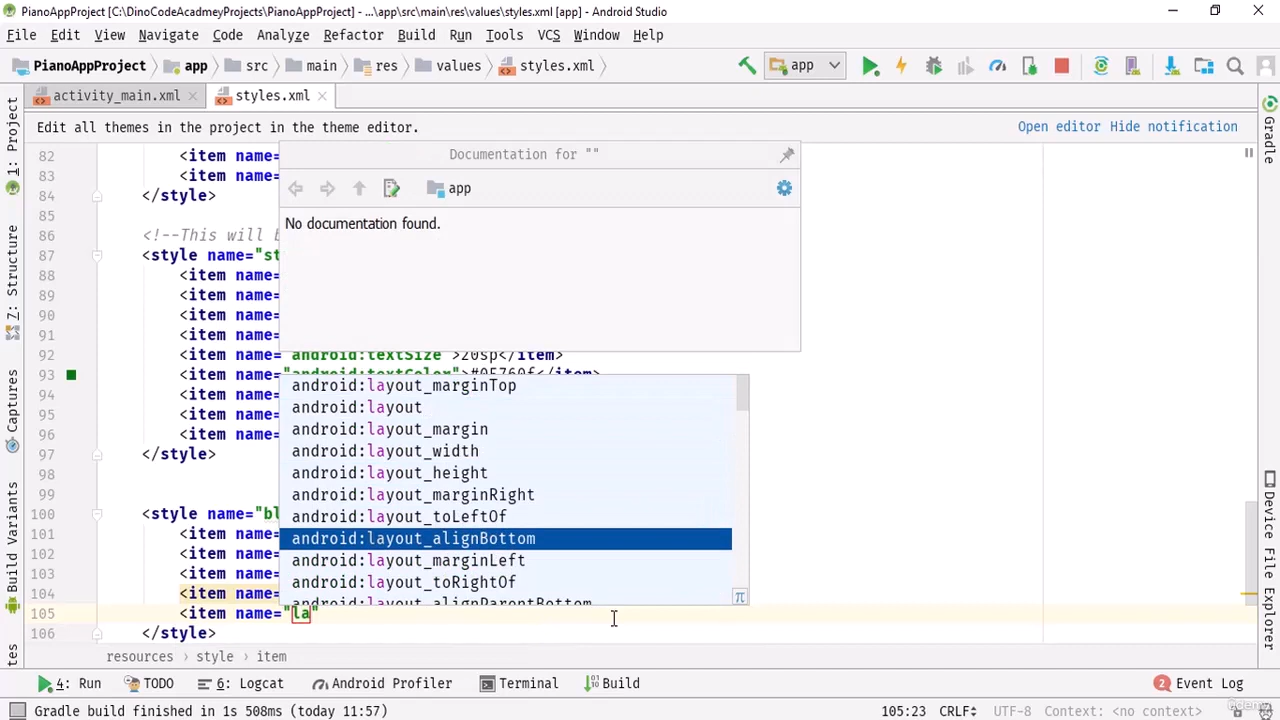 PianoAppProject [C:\DinoCodeAcadmeyProjects\PianoAppProject] - ...\app\src\main\res\values\styles.xml [app] - Android Studio
File Edit View Navigate Code Analyze Refactor Build Run Tools VCS Window Help
PianoAppProject app src main res values styles.xml app
activity_main.xml styles.xml
Edit all themes in the project in the theme editor. Open editor Hide notification
Documentation for ""
app
No documentation found.
82 <item name=
83 <item name=
84 </style>
85
86 <!--This will b
87 <style name="st
88 <item name=
89 <item name=
90 <item name=
91 <item name=
92 <item name="android:textSize">20sp</item>
93 <item name="android:textColor">#0F760f</item>
94 <item name=
95 <item name=
96 <item name=
97 </style>
98
99
100 <style name="bl
101 <item name=
102 <item name=
103 <item name=
104 <item name=
105 <item name="la"
106 </style>
android:layout_marginTop
android:layout
android:layout_margin
android:layout_width
android:layout_height
android:layout_marginRight
android:layout_toLeftOf
android:layout_alignBottom
android:layout_marginLeft
android:layout_toRightOf
android:layout_alignParentBottom
π
resources style item
1: Project
7: Structure
Captures
Build Variants
tes
Gradle
Device File Explorer
4: Run TODO 6: Logcat Android Profiler Terminal Build 2 Event Log
Gradle build finished in 1s 508ms (today 11:57) 105:23 CRLF UTF-8 Context: <no context>